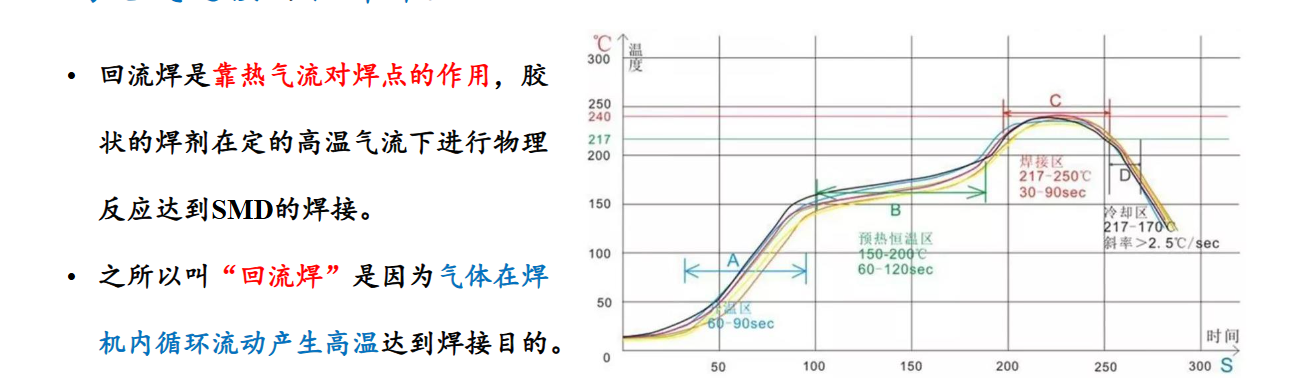 • 回流焊是靠热气流对焊点的作用，胶
状的焊剂在定的高温气流下进行物理
反应达到SMD的焊接。
• 之所以叫“回流焊”是因为气体在焊
机内循环流动产生高温达到焊接目的。
℃
温
度
300
250
240
217
200
150
100
50
0
50
100
150
200
250
300
时间
S
A
温区
60-90sec
B
预热恒温区
150-200℃
60-120sec
C
焊接区
217-250℃
30-90sec
D
冷却区
217-170℃
斜率>2.5℃/sec